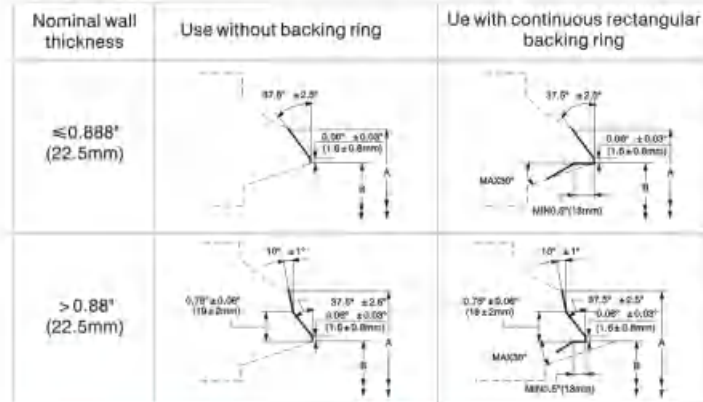 Nominal wall
thickness
Use without backing ring
Ue with continuous rectangular
backing ring
≤0.888"
(22.5mm)
37.5° ±2.5°
0.06" ±0.03"
(1.6±0.8mm)
A
B
37.5° ±2.5°
0.06" ±0.03"
(1.6±0.8mm)
MAX30°
A
B
>0.88"
(22.5mm)
10° ±1°
0.75"±0.06"
(19±2mm)
37.5° ±2.5°
0.06" ±0.03"
(1.6±0.8mm)
A
B
10° ±1°
0.75"±0.06"
37.5° ±2.5°
0.06" ±0.03"
(1.6±0.8mm)
MAX30°
A
B